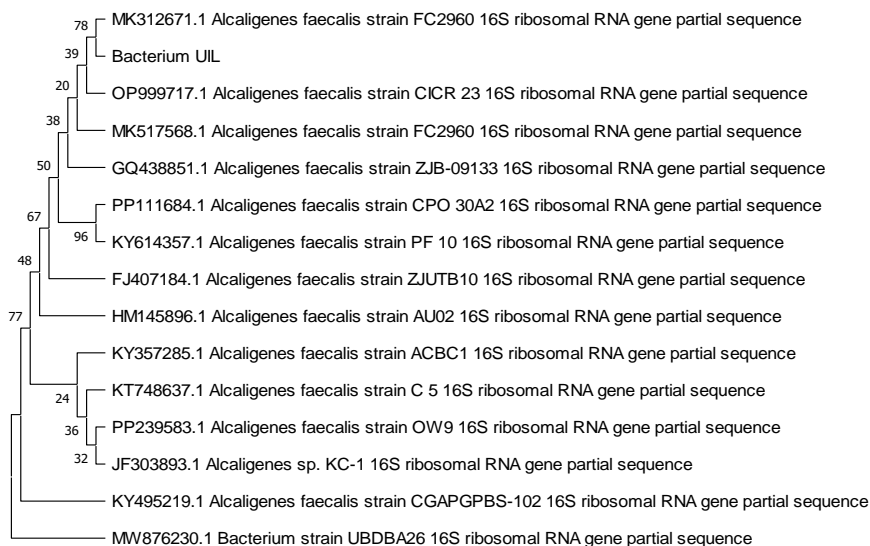 78
MK312671.1 Alcaligenes faecalis strain FC2960 16S ribosomal RNA gene partial sequence
39
Bacterium UIL
20
OP999717.1 Alcaligenes faecalis strain CICR 23 16S ribosomal RNA gene partial sequence
38
MK517568.1 Alcaligenes faecalis strain FC2960 16S ribosomal RNA gene partial sequence
50
GQ438851.1 Alcaligenes faecalis strain ZJB-09133 16S ribosomal RNA gene partial sequence
PP111684.1 Alcaligenes faecalis strain CPO 30A2 16S ribosomal RNA gene partial sequence
67
96
KY614357.1 Alcaligenes faecalis strain PF 10 16S ribosomal RNA gene partial sequence
48
FJ407184.1 Alcaligenes faecalis strain ZJUTB10 16S ribosomal RNA gene partial sequence
77
HM145896.1 Alcaligenes faecalis strain AU02 16S ribosomal RNA gene partial sequence
KY357285.1 Alcaligenes faecalis strain ACBC1 16S ribosomal RNA gene partial sequence
24
KT748637.1 Alcaligenes faecalis strain C 5 16S ribosomal RNA gene partial sequence
36
PP239583.1 Alcaligenes faecalis strain OW9 16S ribosomal RNA gene partial sequence
32
JF303893.1 Alcaligenes sp. KC-1 16S ribosomal RNA gene partial sequence
KY495219.1 Alcaligenes faecalis strain CGAPGPBS-102 16S ribosomal RNA gene partial sequence
MW876230.1 Bacterium strain UBDBA26 16S ribosomal RNA gene partial sequence